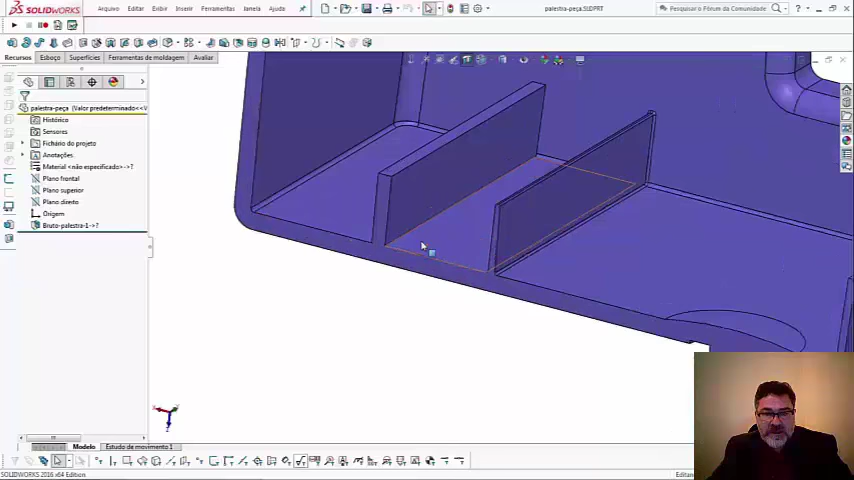 SOLIDWORKS
Arquivo Editar Exibir Inserir Ferramentas Janela Ajuda
palestra-peça.SLDPRT
Pesquisar o Fórum da Comunidade
Recursos Esboço Superfícies Ferramentas de moldagem Avaliar
palestra-peça (Valor predeterminado<<V
Histórico
Sensores
Fichário do projeto
Anotações
Material <não especificado>->?
Plano frontal
Plano superior
Plano direito
Origem
Bruto-palestra-1->?
Modelo Estudo de movimento 1
SOLIDWORKS 2016 x64 Edition
Editan